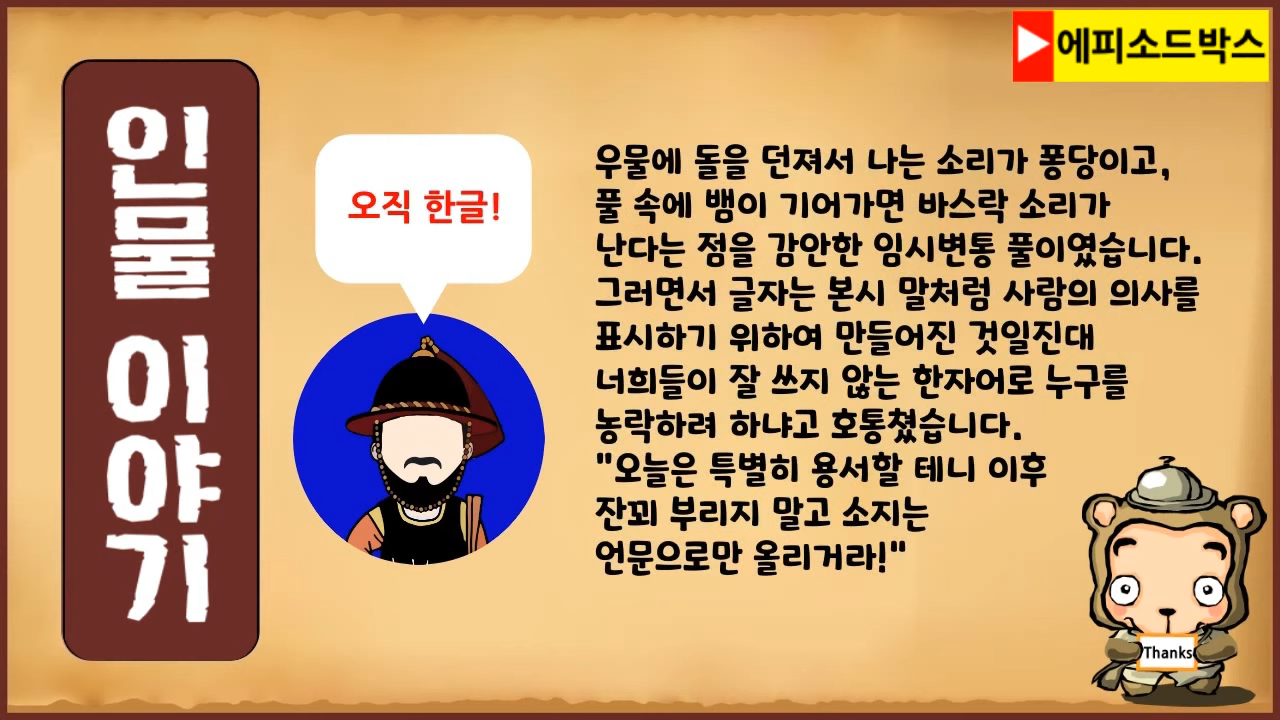 에피소드박스
인물 이야기
오직 한글!
우물에 돌을 던져서 나는 소리가 퐁당이고,
풀 속에 뱀이 기어가면 바스락 소리가
난다는 점을 감안한 임시변통 풀이였습니다.
그러면서 글자는 본시 말처럼 사람의 의사를
표시하기 위하여 만들어진 것일진대
너희들이 잘 쓰지 않는 한자어로 누구를
농락하려 하냐고 호통쳤습니다.
"오늘은 특별히 용서할 테니 이후
잔꾀 부리지 말고 소지는
언문으로만 올리거라!"
Thanks